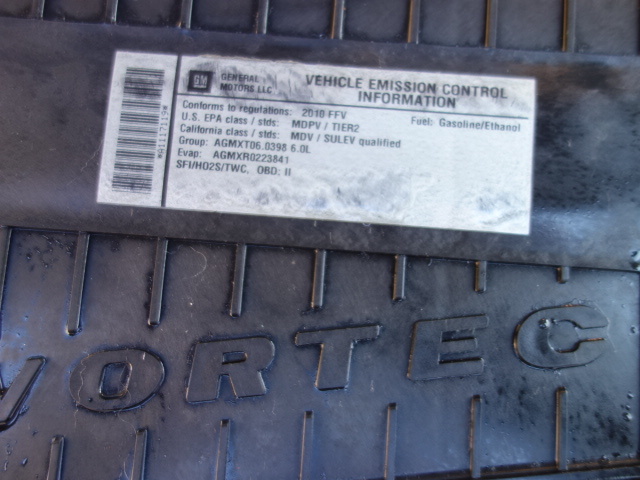 GM GENERAL MOTORS LLC
VEHICLE EMISSION CONTROL INFORMATION
Conforms to regulations: 2010 FFV
Fuel: Gasoline/Ethanol
U.S. EPA class / stds: MDPV / TIER2
California class / stds: MDV / SULEV qualified
Group: AGMXT06.0398 6.0L
Evap: AGMXR0223841
SFI/HO2S/TWC, OBD: II
*A1117119*
VORTEC